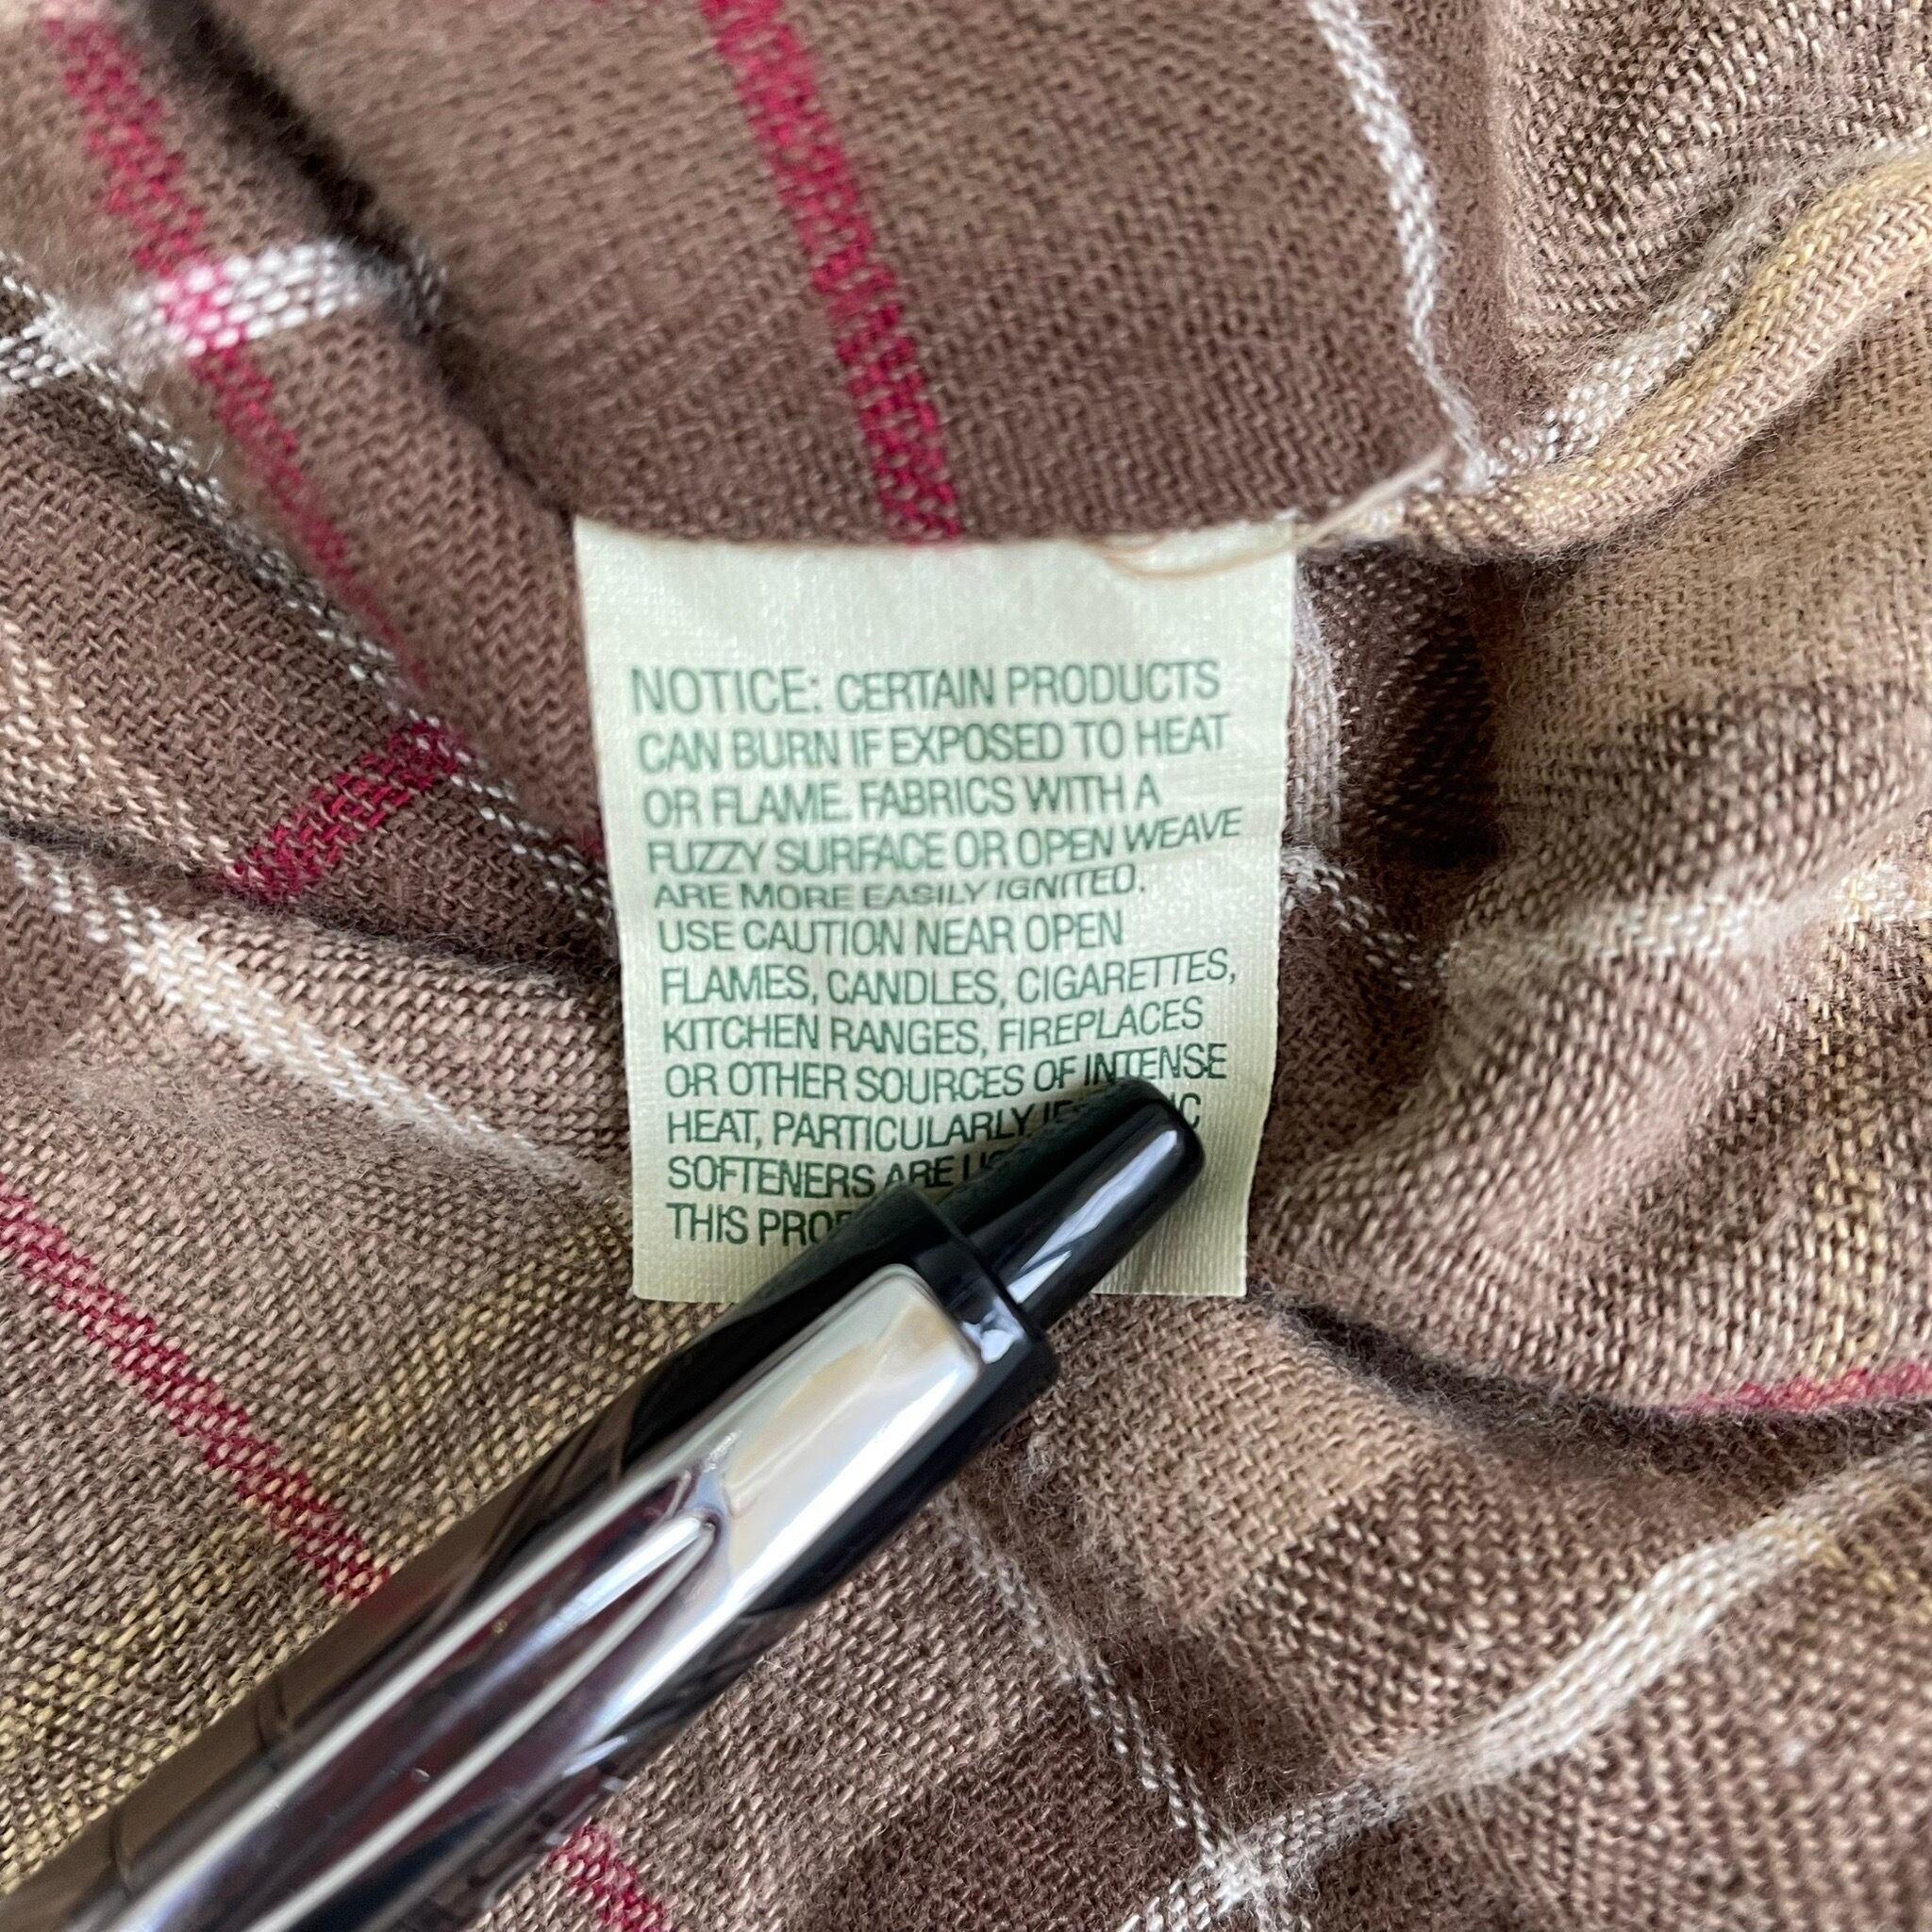 NOTICE: CERTAIN PRODUCTS
CAN BURN IF EXPOSED TO HEAT
OR FLAME. FABRICS WITH A
FUZZY SURFACE OR OPEN WEAVE
ARE MORE EASILY IGNITED.
USE CAUTION NEAR OPEN
FLAMES, CANDLES, CIGARETTES,
KITCHEN RANGES, FIREPLACES
OR OTHER SOURCES OF INTENSE
HEAT, PARTICULARLY
SOFTENERS ARE
THIS